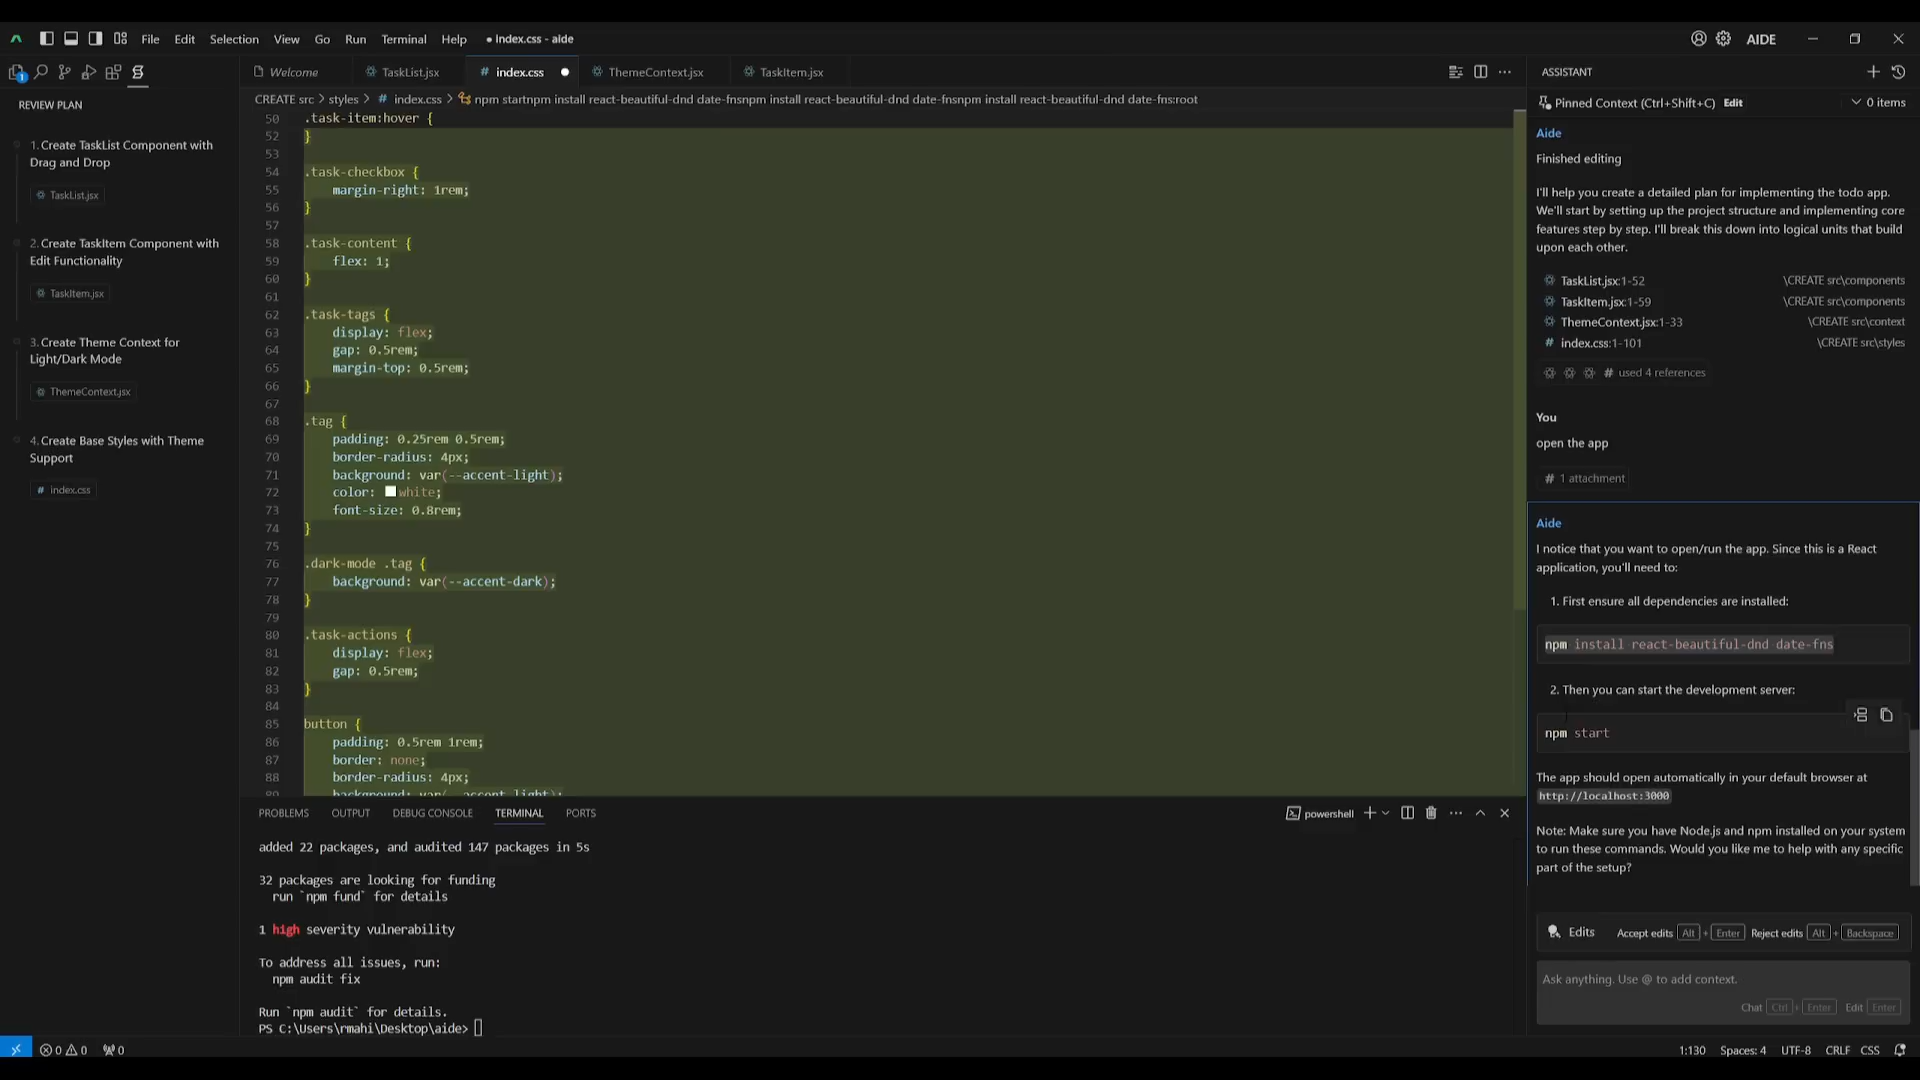 File Edit Selection View Go Run Terminal Help
● index.css - aide
AIDE
1
REVIEW PLAN
1. Create TaskList Component with
Drag and Drop
TaskList.jsx
2. Create TaskItem Component with
Edit Functionality
TaskItem.jsx
3. Create Theme Context for
Light/Dark Mode
ThemeContext.jsx
4. Create Base Styles with Theme
Support
# index.css
Welcome
TaskList.jsx
# index.css ●
ThemeContext.jsx
TaskItem.jsx
CREATE src > styles > # index.css > npm startnpm install react-beautiful-dnd date-fnsnpm install react-beautiful-dnd date-fnsnpm install react-beautiful-dnd date-fns:root
50 .task-item:hover {
52 }
53
54 .task-checkbox {
55 margin-right: 1rem;
56 }
57
58 .task-content {
59 flex: 1;
60 }
61
62 .task-tags {
63 display: flex;
64 gap: 0.5rem;
65 margin-top: 0.5rem;
66 }
67
68 .tag {
69 padding: 0.25rem 0.5rem;
70 border-radius: 4px;
71 background: var(--accent-light);
72 color: white;
73 font-size: 0.8rem;
74 }
75
76 .dark-mode .tag {
77 background: var(--accent-dark);
78 }
79
80 .task-actions {
81 display: flex;
82 gap: 0.5rem;
83 }
84
85 button {
86 padding: 0.5rem 1rem;
87 border: none;
88 border-radius: 4px;
89 background: var(--accent-light);
PROBLEMS OUTPUT DEBUG CONSOLE TERMINAL PORTS
powershell
added 22 packages, and audited 147 packages in 5s
32 packages are looking for funding
run `npm fund` for details
1 high severity vulnerability
To address all issues, run:
npm audit fix
Run `npm audit` for details.
PS C:\Users\rmahi\Desktop\aide>
ASSISTANT
Pinned Context (Ctrl+Shift+C) Edit
0 items
Aide
Finished editing
I'll help you create a detailed plan for implementing the todo app.
We'll start by setting up the project structure and implementing core
features step by step. I'll break this down into logical units that build
upon each other.
TaskList.jsx:1-52 \CREATE src\components
TaskItem.jsx:1-59 \CREATE src\components
ThemeContext.jsx:1-33 \CREATE src\context
# index.css:1-101 \CREATE src\styles
# used 4 references
You
open the app
# 1 attachment
Aide
I notice that you want to open/run the app. Since this is a React
application, you'll need to:
1. First ensure all dependencies are installed:
npm install react-beautiful-dnd date-fns
2. Then you can start the development server:
npm start
The app should open automatically in your default browser at
http://localhost:3000
Note: Make sure you have Node.js and npm installed on your system
to run these commands. Would you like me to help with any specific
part of the setup?
Edits Accept edits Alt + Enter Reject edits Alt + Backspace
Ask anything. Use @ to add context.
Chat Ctrl + Enter Edit Enter
0 0 0
1:130 Spaces: 4 UTF-8 CRLF CSS